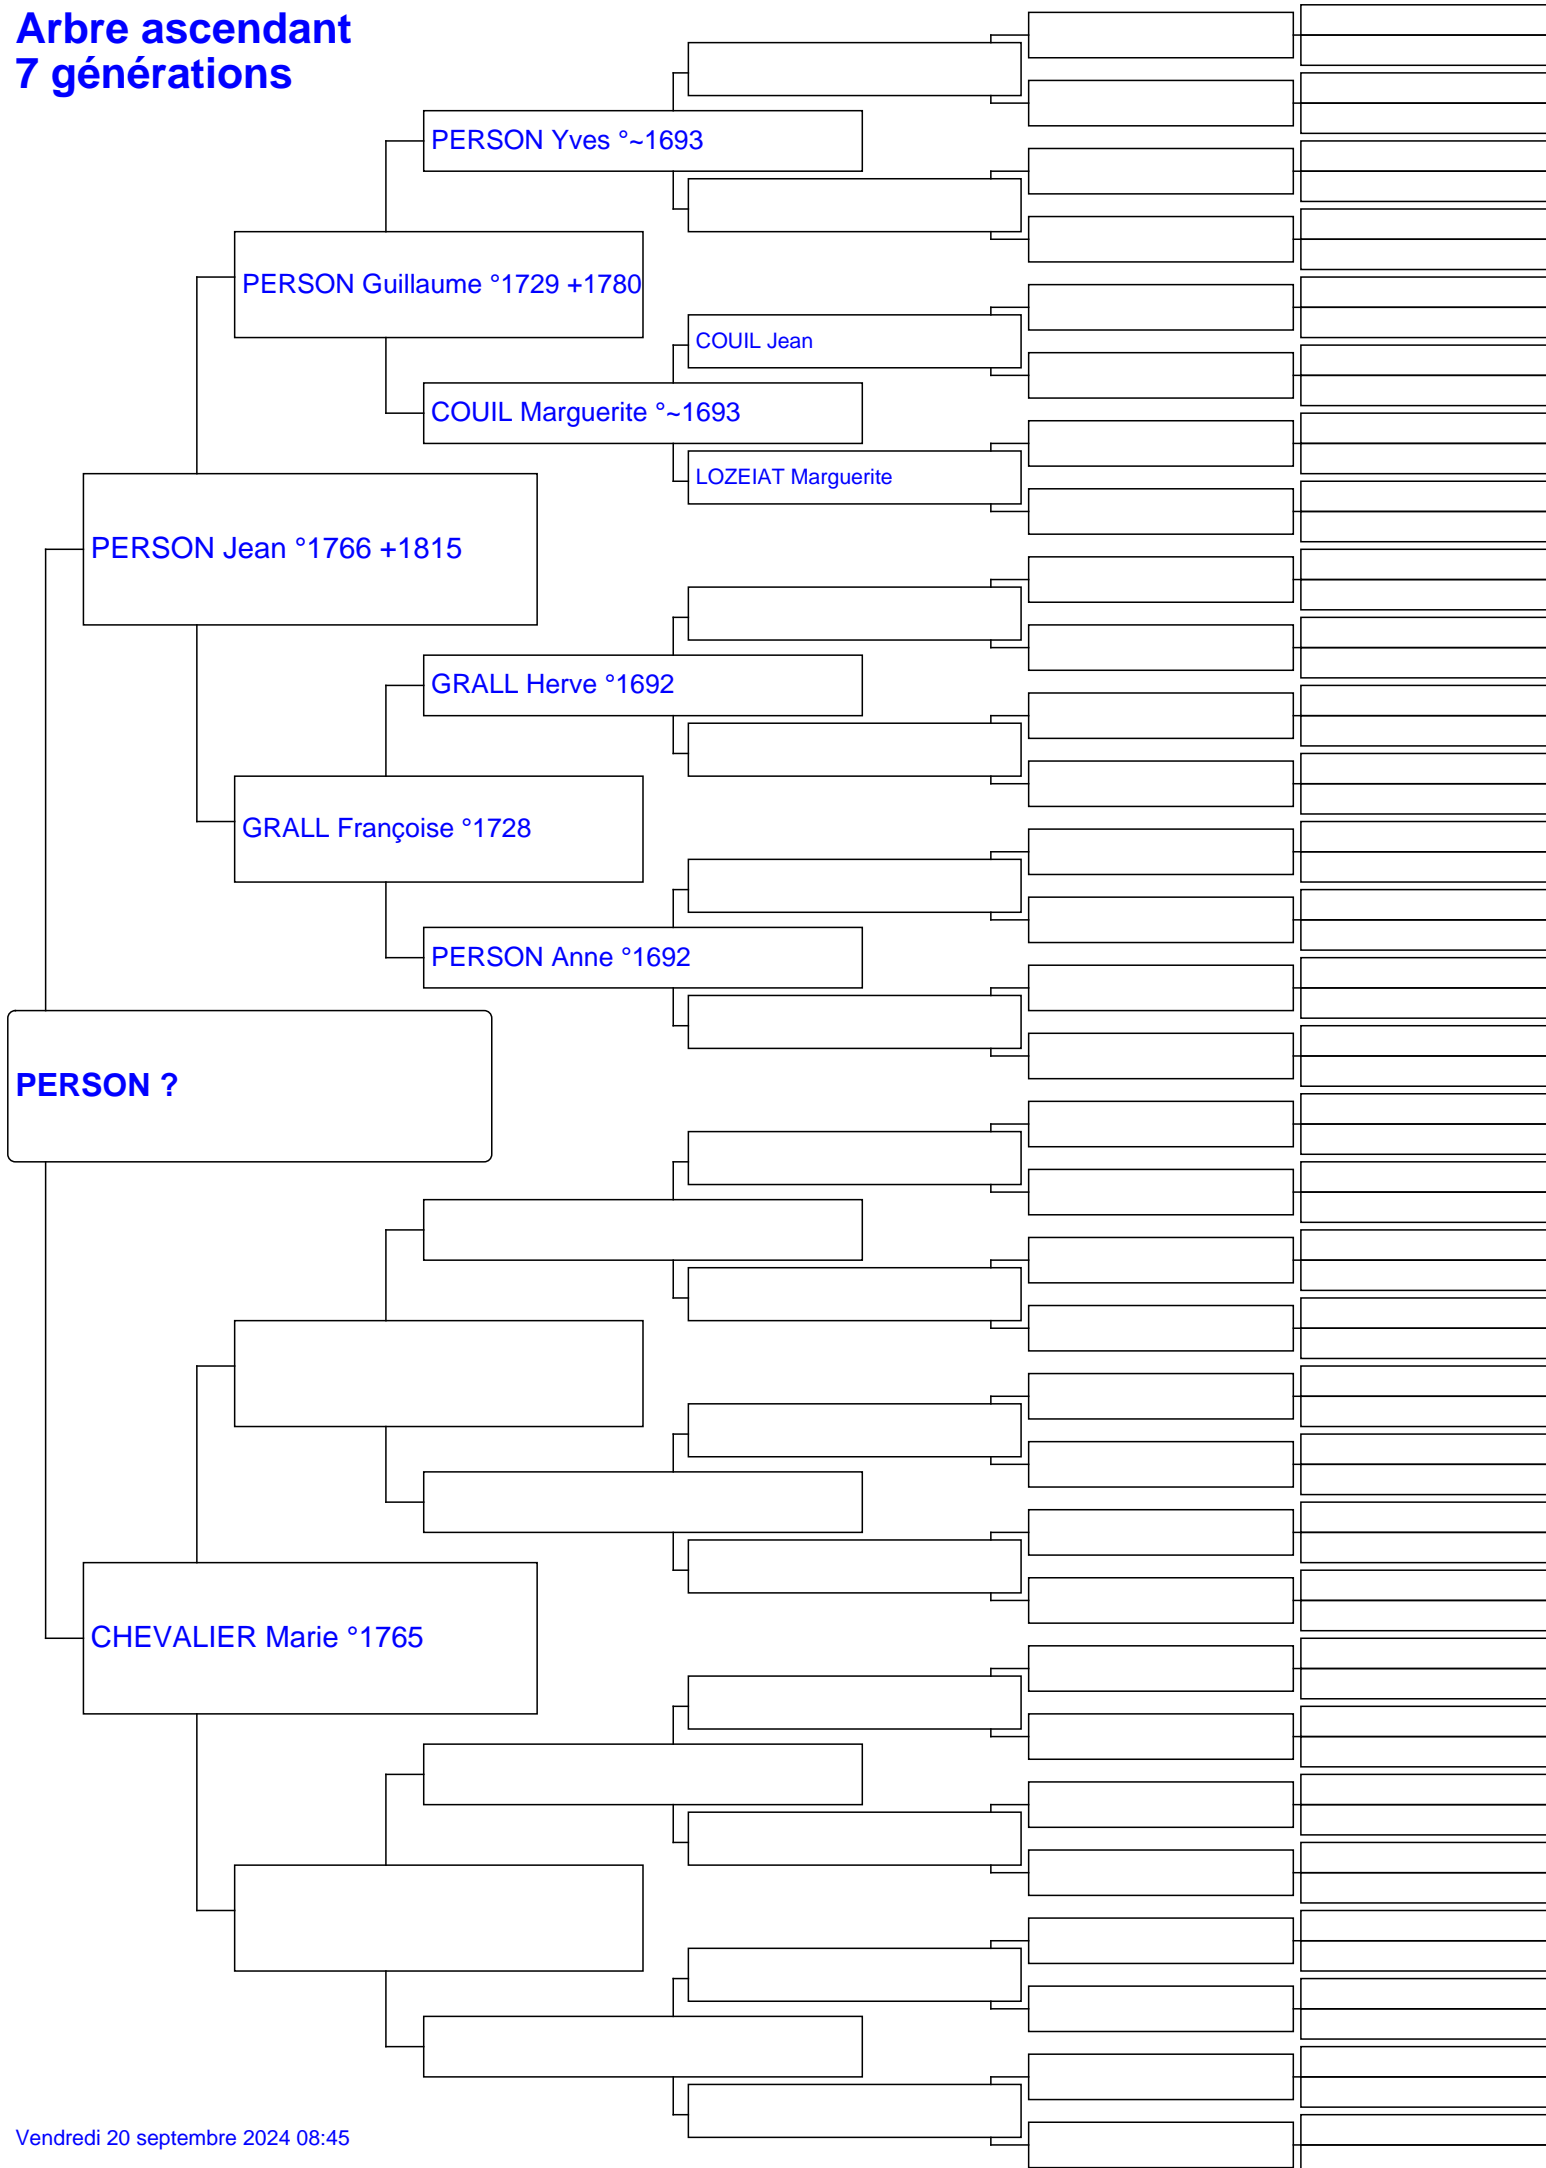 Arbre ascendant
7 générations
PERSON Yves °~1693
PERSON Guillaume °1729 +1780
COUIL Jean
COUIL Marguerite °~1693
LOZEIAT Marguerite
PERSON Jean °1766 +1815
GRALL Herve °1692
GRALL Françoise °1728
PERSON Anne °1692
PERSON ?
CHEVALIER Marie °1765
Vendredi 20 septembre 2024 08:45